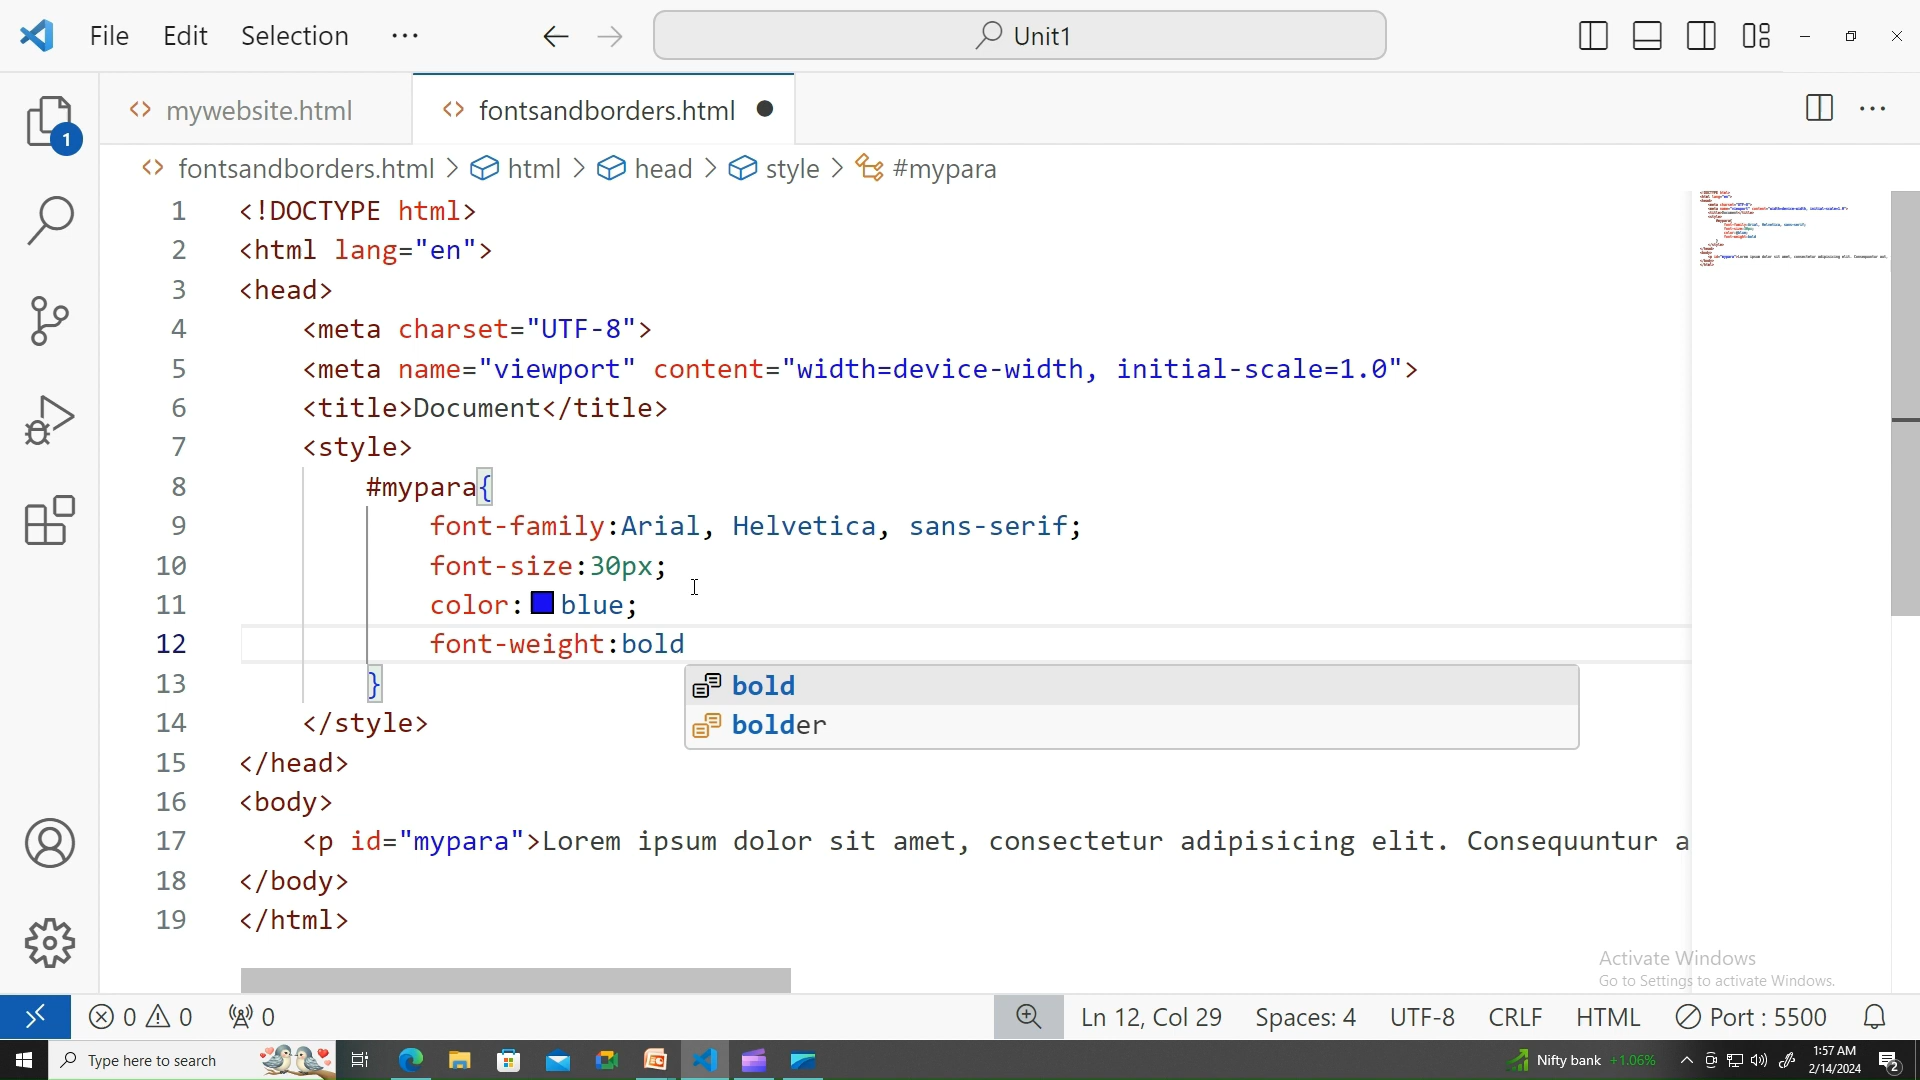 File Edit Selection ... Unit1
mywebsite.html fontsandborders.html
fontsandborders.html > html > head > style > #mypara
1 <!DOCTYPE html>
2 <html lang="en">
3 <head>
4 <meta charset="UTF-8">
5 <meta name="viewport" content="width=device-width, initial-scale=1.0">
6 <title>Document</title>
7 <style>
8 #mypara{
9 font-family:Arial, Helvetica, sans-serif;
10 font-size:30px;
11 color:blue;
12 font-weight:bold
13 }
bold
14 </style>
bolder
15 </head>
16 <body>
17 <p id="mypara">Lorem ipsum dolor sit amet, consectetur adipisicing elit. Consequuntur a
18 </body>
19 </html>
Activate Windows
Go to Settings to activate Windows.
0 0 0 Ln 12, Col 29 Spaces: 4 UTF-8 CRLF HTML Port : 5500
Type here to search Nifty bank +1.06% 1:57 AM
2/14/2024 2
1